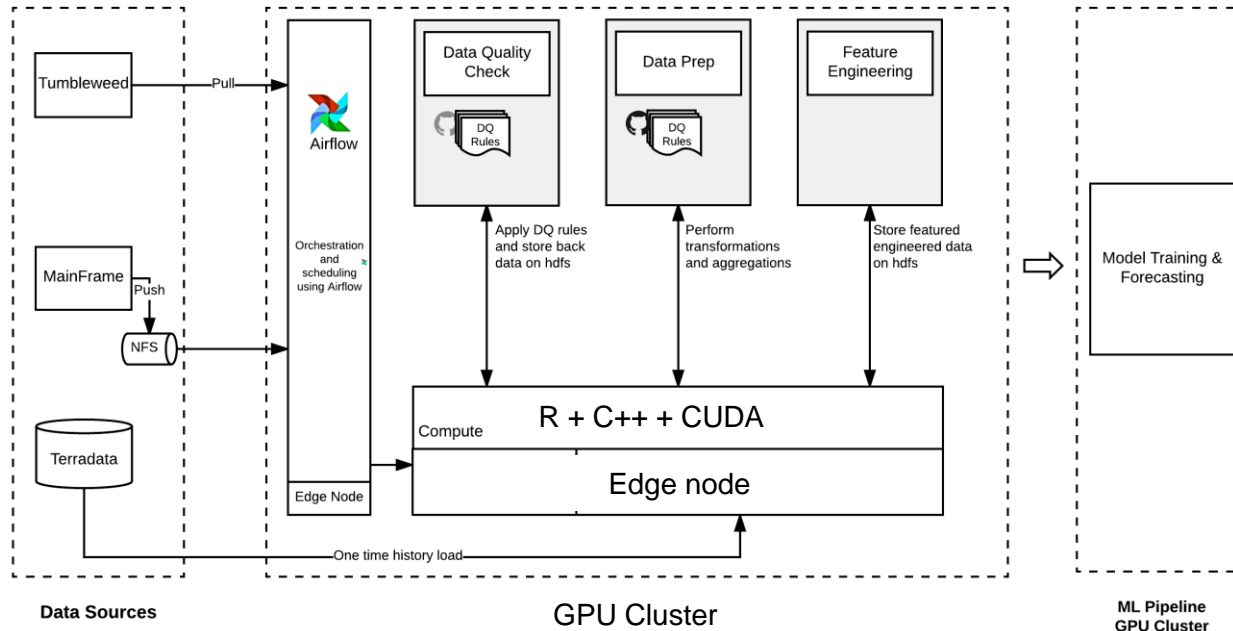 Tumbleweed
Pull
MainFrame
Push
NFS
Terradata
One time history load
Data Sources
Airflow
Orchestration
and
scheduling
using Airflow
Edge Node
Data Quality
Check
DQ
Rules
Data Prep
DQ
Rules
Feature
Engineering
Apply DQ rules
and store back
data on hdfs
Perform
transformations
and aggregations
Store featured
engineered data
on hdfs
R + C++ + CUDA
Compute
Edge node
GPU Cluster
Model Training &
Forecasting
ML Pipeline
GPU Cluster